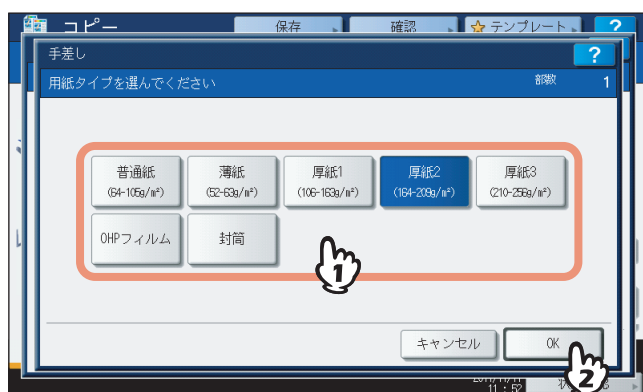 コピー 保存 確認 テンプレート ?
手差し ?
用紙タイプを選んでください 部数 1
普通紙 薄紙 厚紙1 厚紙2 厚紙3
(64-105g/m²) (52-63g/m²) (106-163g/m²) (164-209g/m²) (210-256g/m²)
OHPフィルム 封筒
1
キャンセル OK
2
11:52